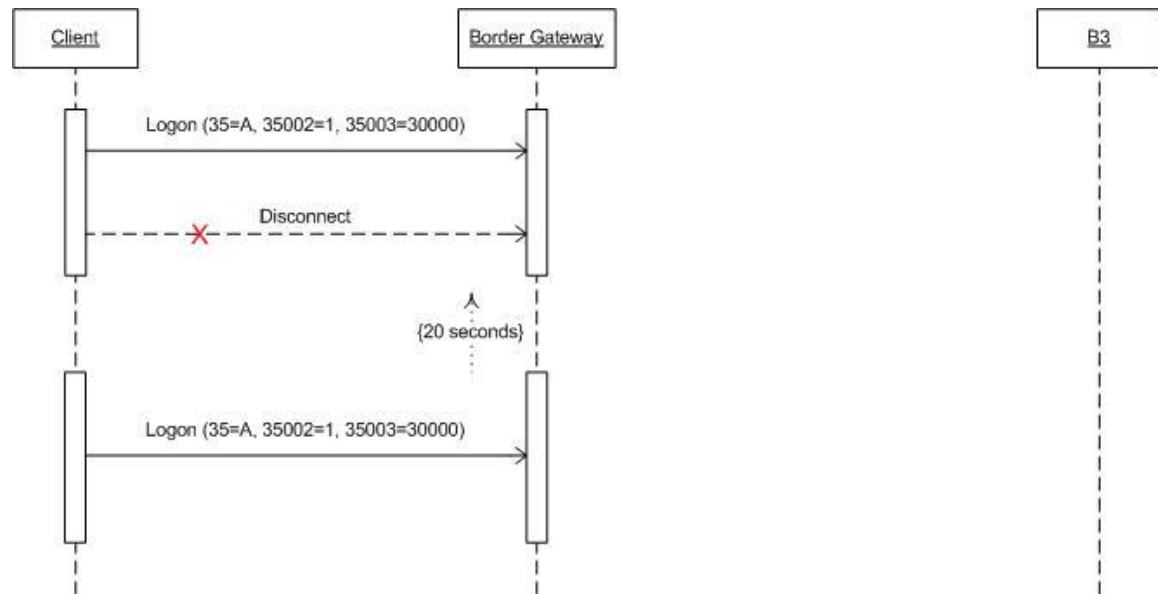 Client
Border Gateway
B3
Logon (35=A, 35002=1, 35003=30000)
Disconnect
{20 seconds}
Logon (35=A, 35002=1, 35003=30000)